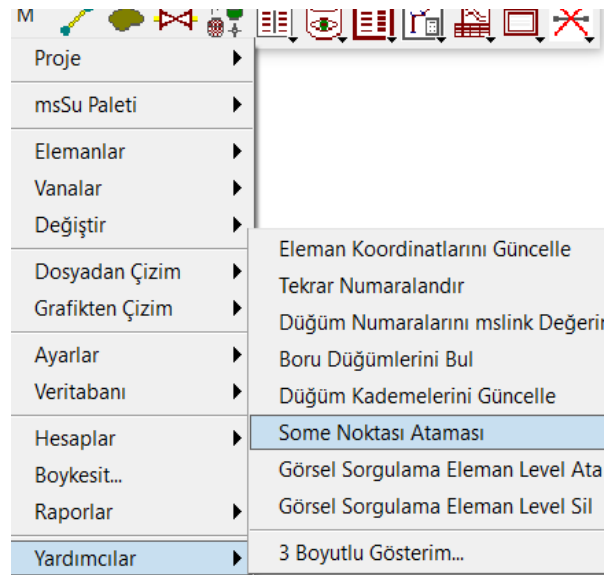 M
Proje
msSu Paleti
Elemanlar
Vanalar
Değiştir
Dosyadan Çizim
Grafikten Çizim
Ayarlar
Veritabanı
Hesaplar
Boykesit...
Raporlar
Yardımcılar
Eleman Koordinatlarını Güncelle
Tekrar Numaralandır
Düğüm Numaralarını mslink Değerin
Boru Düğümlerini Bul
Düğüm Kademelerini Güncelle
Some Noktası Ataması
Görsel Sorgulama Eleman Level Ata
Görsel Sorgulama Eleman Level Sil
3 Boyutlu Gösterim...